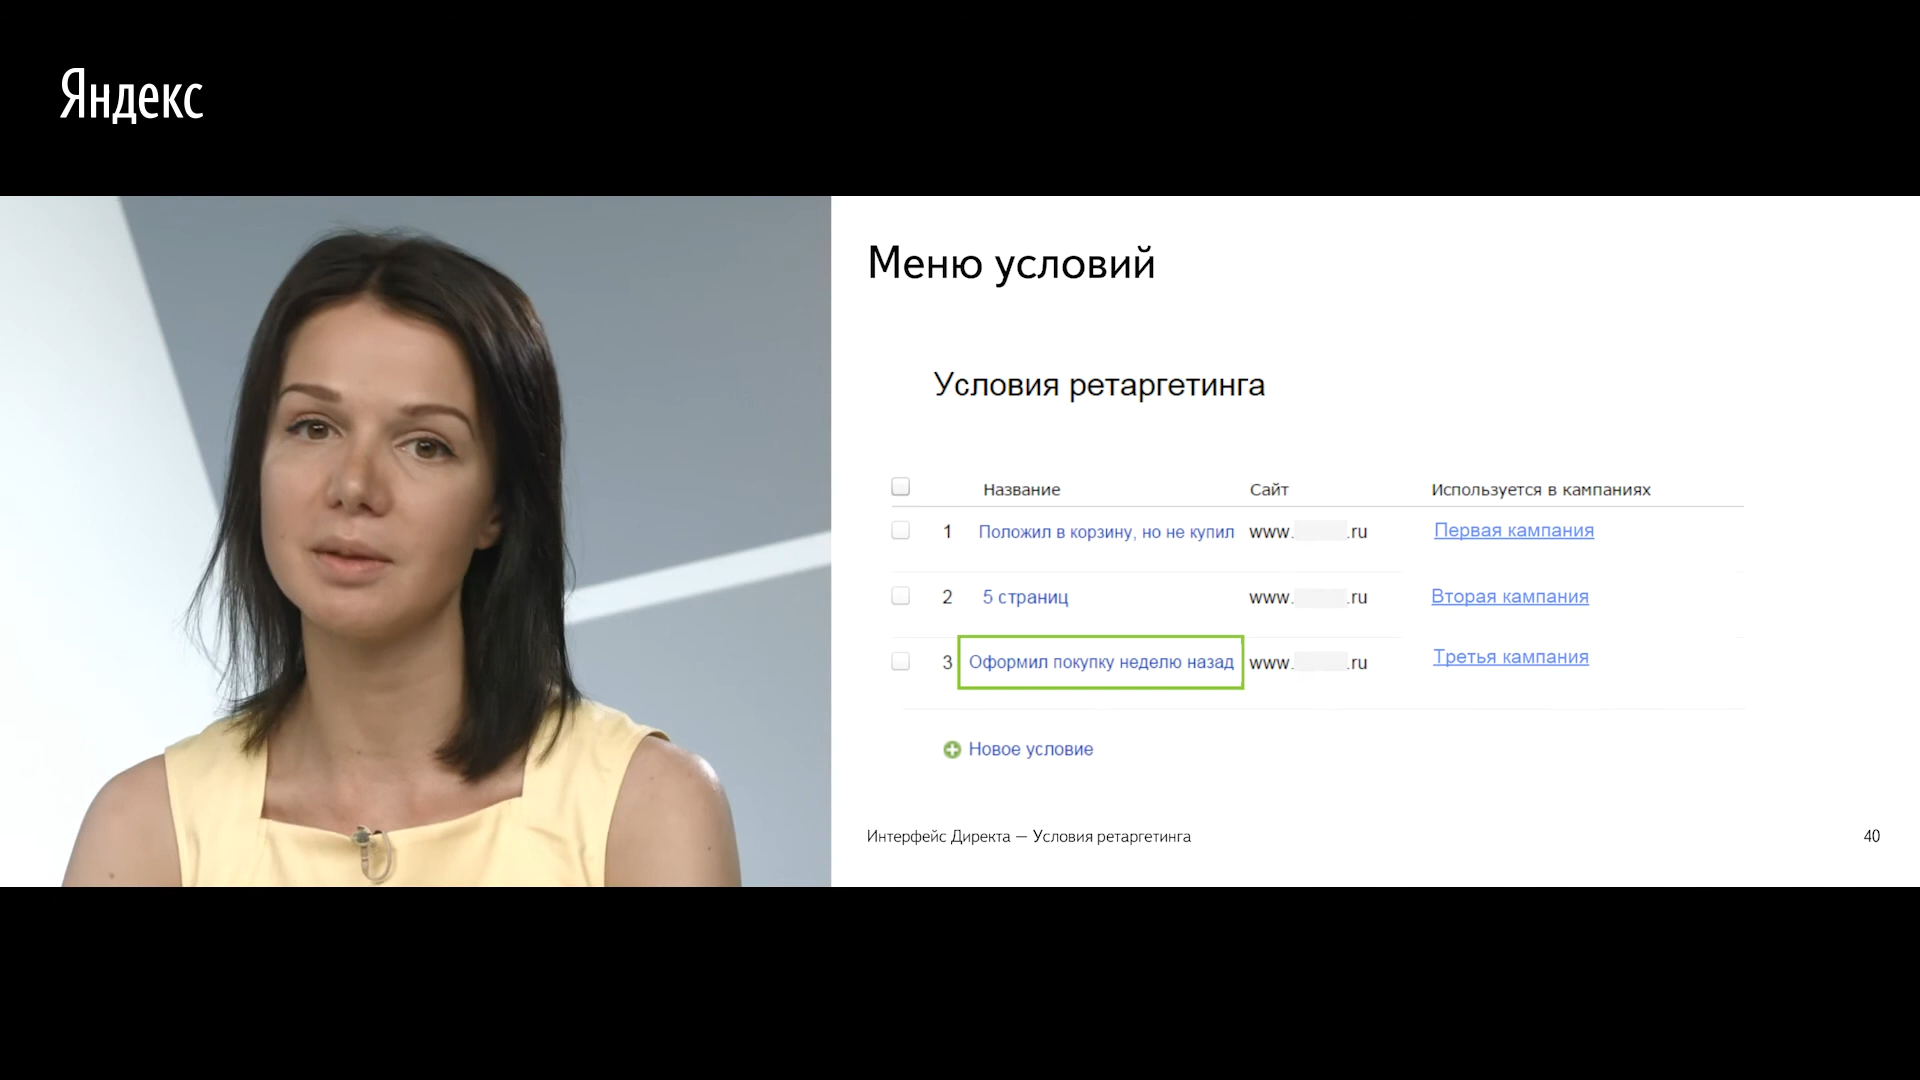 Яндекс
Меню условий
Условия ретаргетинга
Название Сайт Используется в кампаниях
1 Положил в корзину, но не купил www. .ru Первая кампания
2 5 страниц www. .ru Вторая кампания
3 Оформил покупку неделю назад www. .ru Третья кампания
Новое условие
Интерфейс Директа — Условия ретаргетинга 40